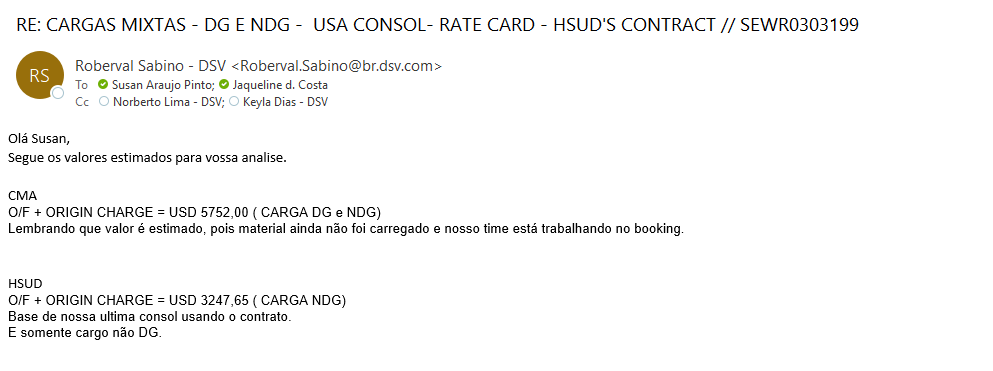 RE: CARGAS MIXTAS - DG E NDG - USA CONSOL- RATE CARD - HSUD'S CONTRACT // SEWR0303199
RS
Roberval Sabino - DSV <Roberval.Sabino@br.dsv.com>
To Susan Araujo Pinto; Jaqueline d. Costa
Cc Norberto Lima - DSV; Keyla Dias - DSV
Olá Susan,
Segue os valores estimados para vossa analise.
CMA
O/F + ORIGIN CHARGE = USD 5752,00 ( CARGA DG e NDG)
Lembrando que valor é estimado, pois material ainda não foi carregado e nosso time está trabalhando no booking.
HSUD
O/F + ORIGIN CHARGE = USD 3247,65 ( CARGA NDG)
Base de nossa ultima consol usando o contrato.
E somente cargo não DG.